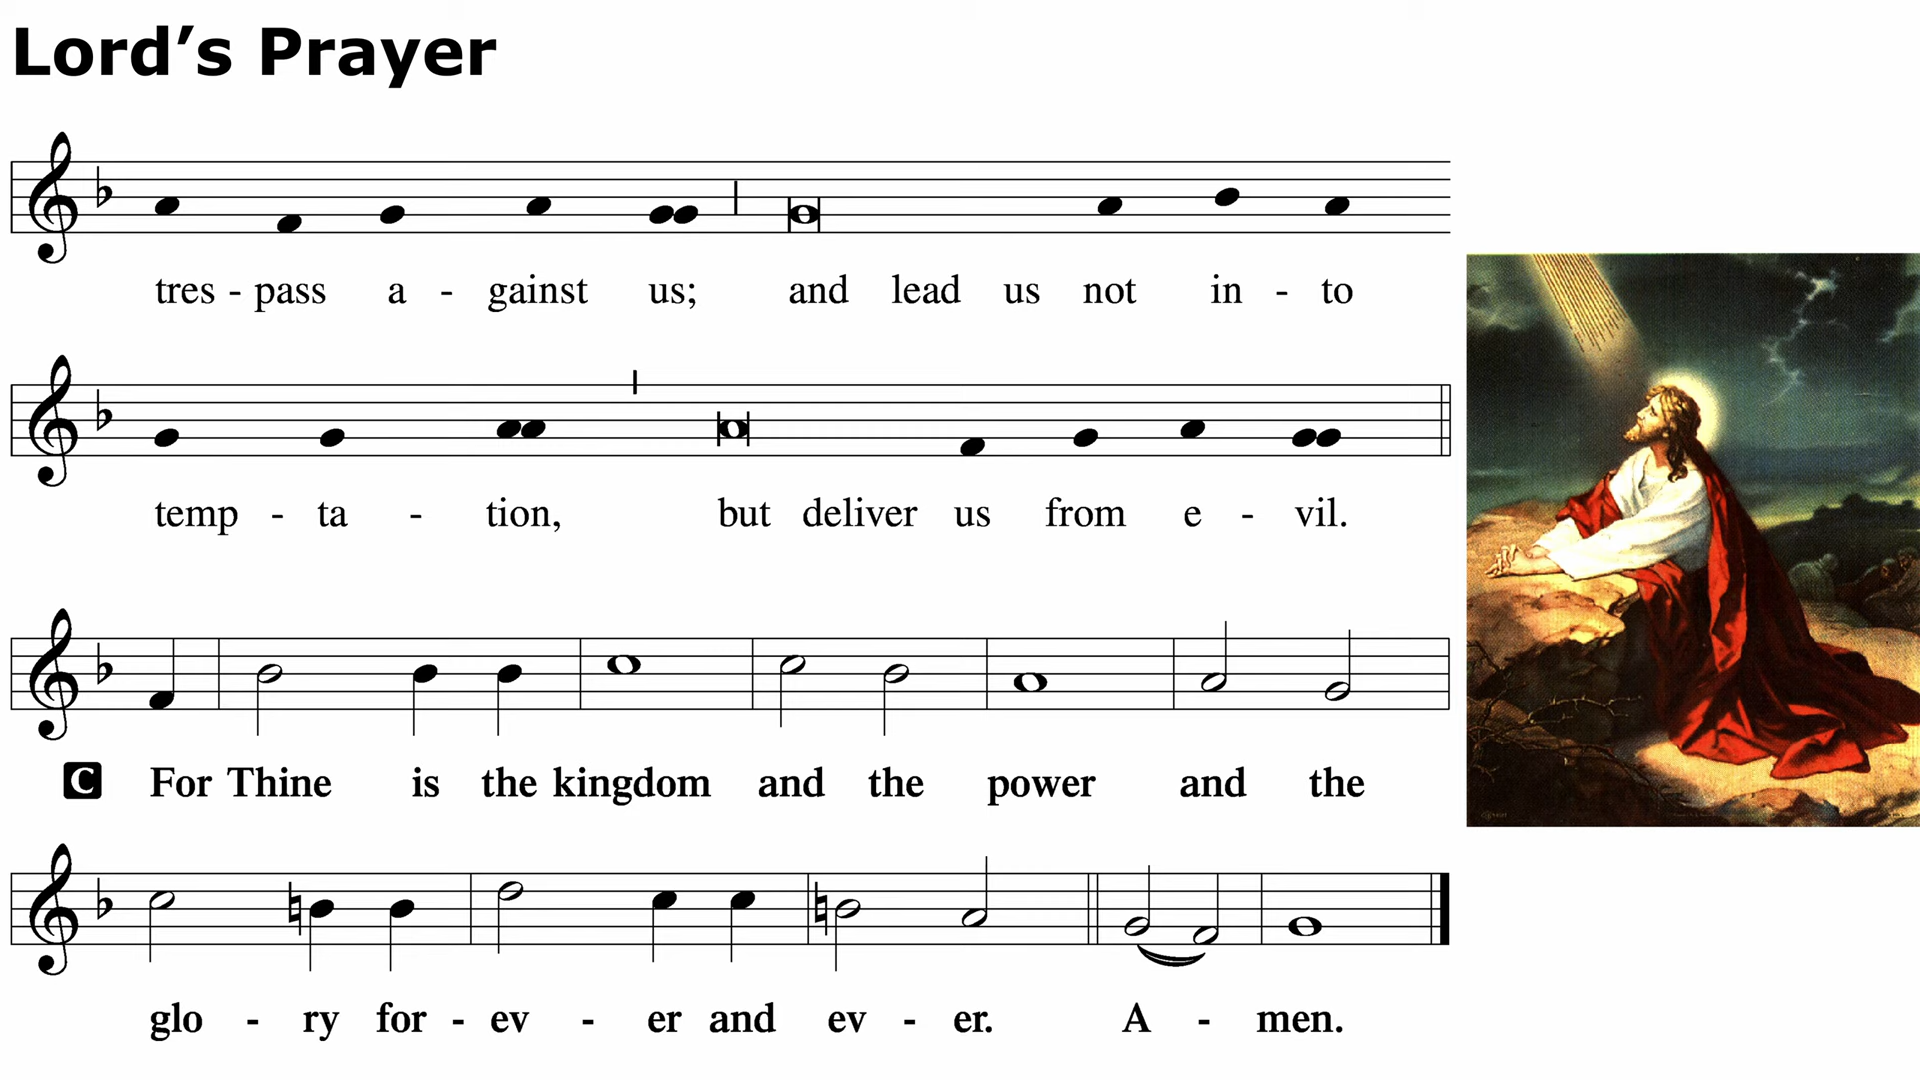 Lord’s Prayer
tres - pass a - gainst us; and lead us not in - to
temp - ta - tion, but deliver us from e - vil.
C For Thine is the kingdom and the power and the
glo - ry for - ev - er and ev - er. A - men.